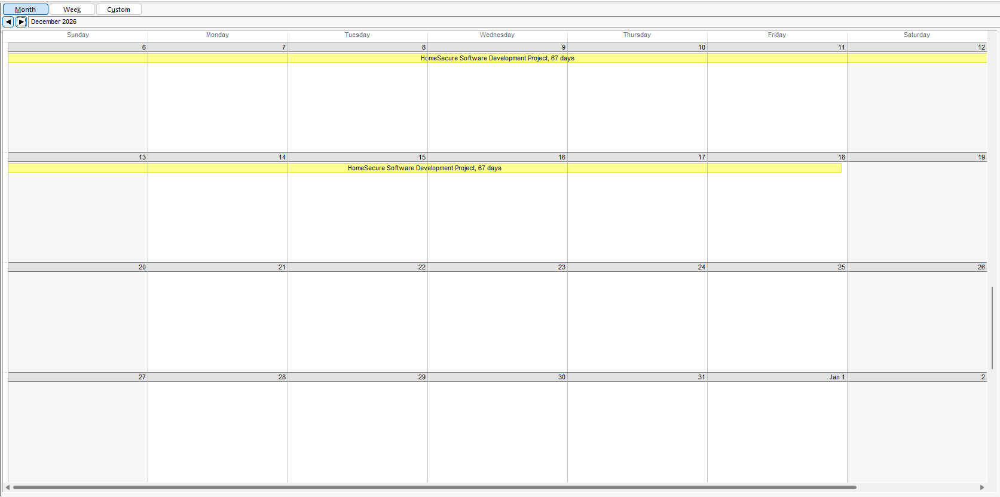 Month Week Custom
◀ ▶ December 2026
Sunday Monday Tuesday Wednesday Thursday Friday Saturday
6 7 8 9 10 11 12
HomeSecure Software Development Project, 67 days
13 14 15 16 17 18 19
HomeSecure Software Development Project, 67 days
20 21 22 23 24 25 26
27 28 29 30 31 Jan 1 2